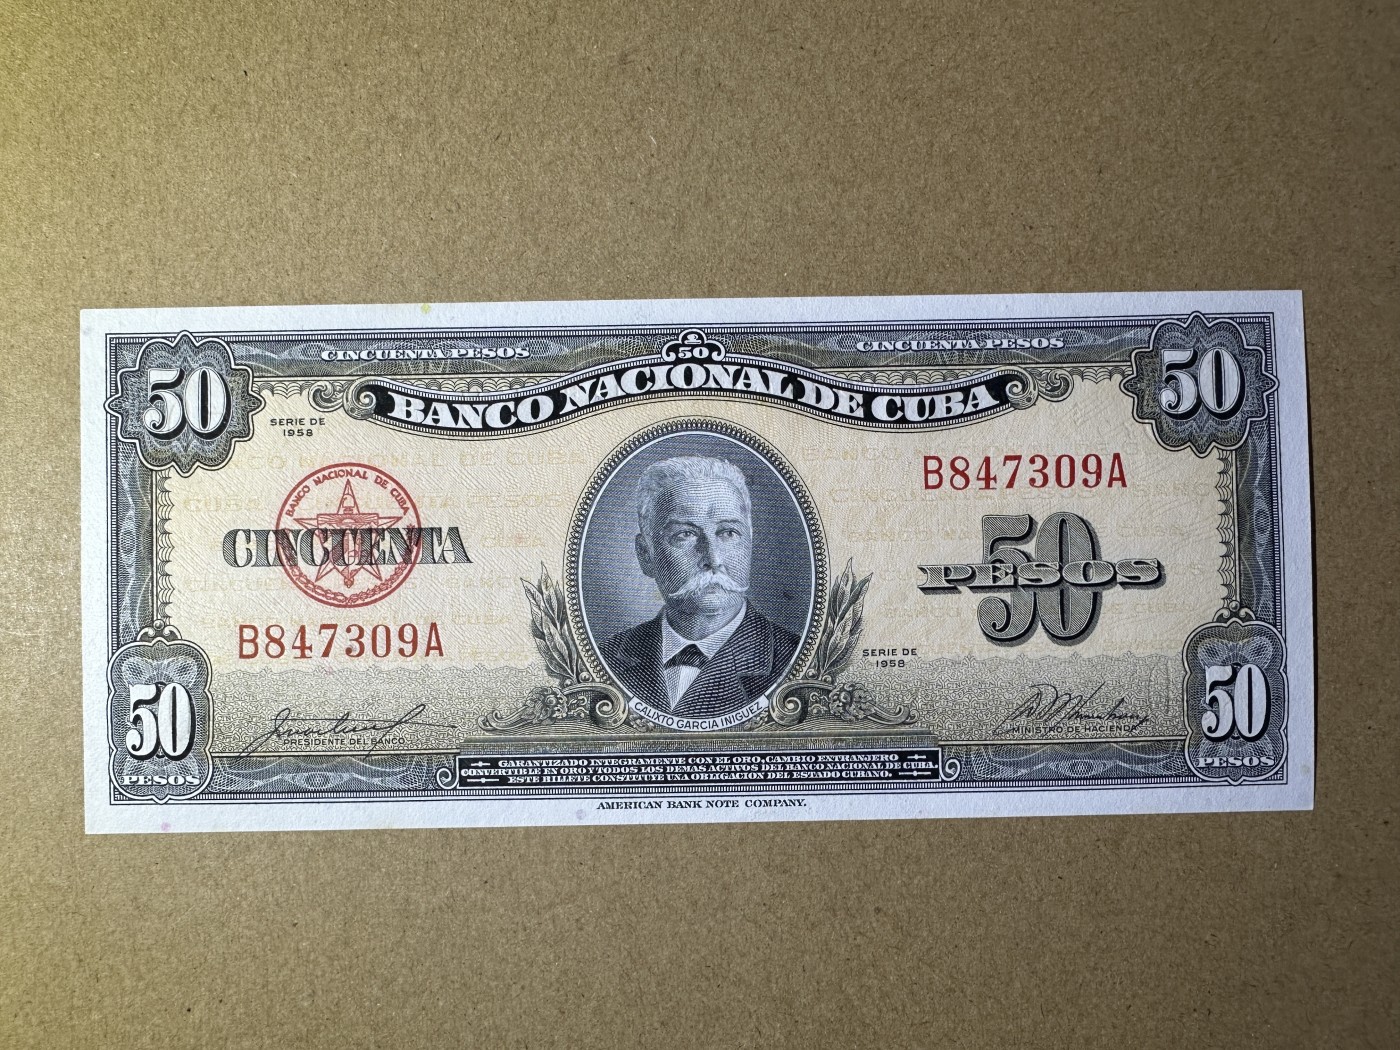 CINCUENTA PESOS
50
CINCUENTA PESOS
50
50
BANCO NACIONAL DE CUBA
SERIE DE
1958
B847309A
BANCO NACIONAL DE CUBA
CINCUENTA
50
PESOS
B847309A
SERIE DE
1958
CALIXTO GARCIA IÑIGUEZ
50
PESOS
PRESIDENTE DEL BANCO
MINISTRO DE HACIENDA
50
PESOS
GARANTIZADO INTEGRAMENTE CON EL ORO, CAMBIO EXTRANJERO
CONVERTIBLE EN ORO Y TODOS LOS DEMAS ACTIVOS DEL BANCO NACIONAL DE CUBA.
ESTE BILLETE CONSTITUYE UNA OBLIGACION DEL ESTADO CUBANO.
AMERICAN BANK NOTE COMPANY.